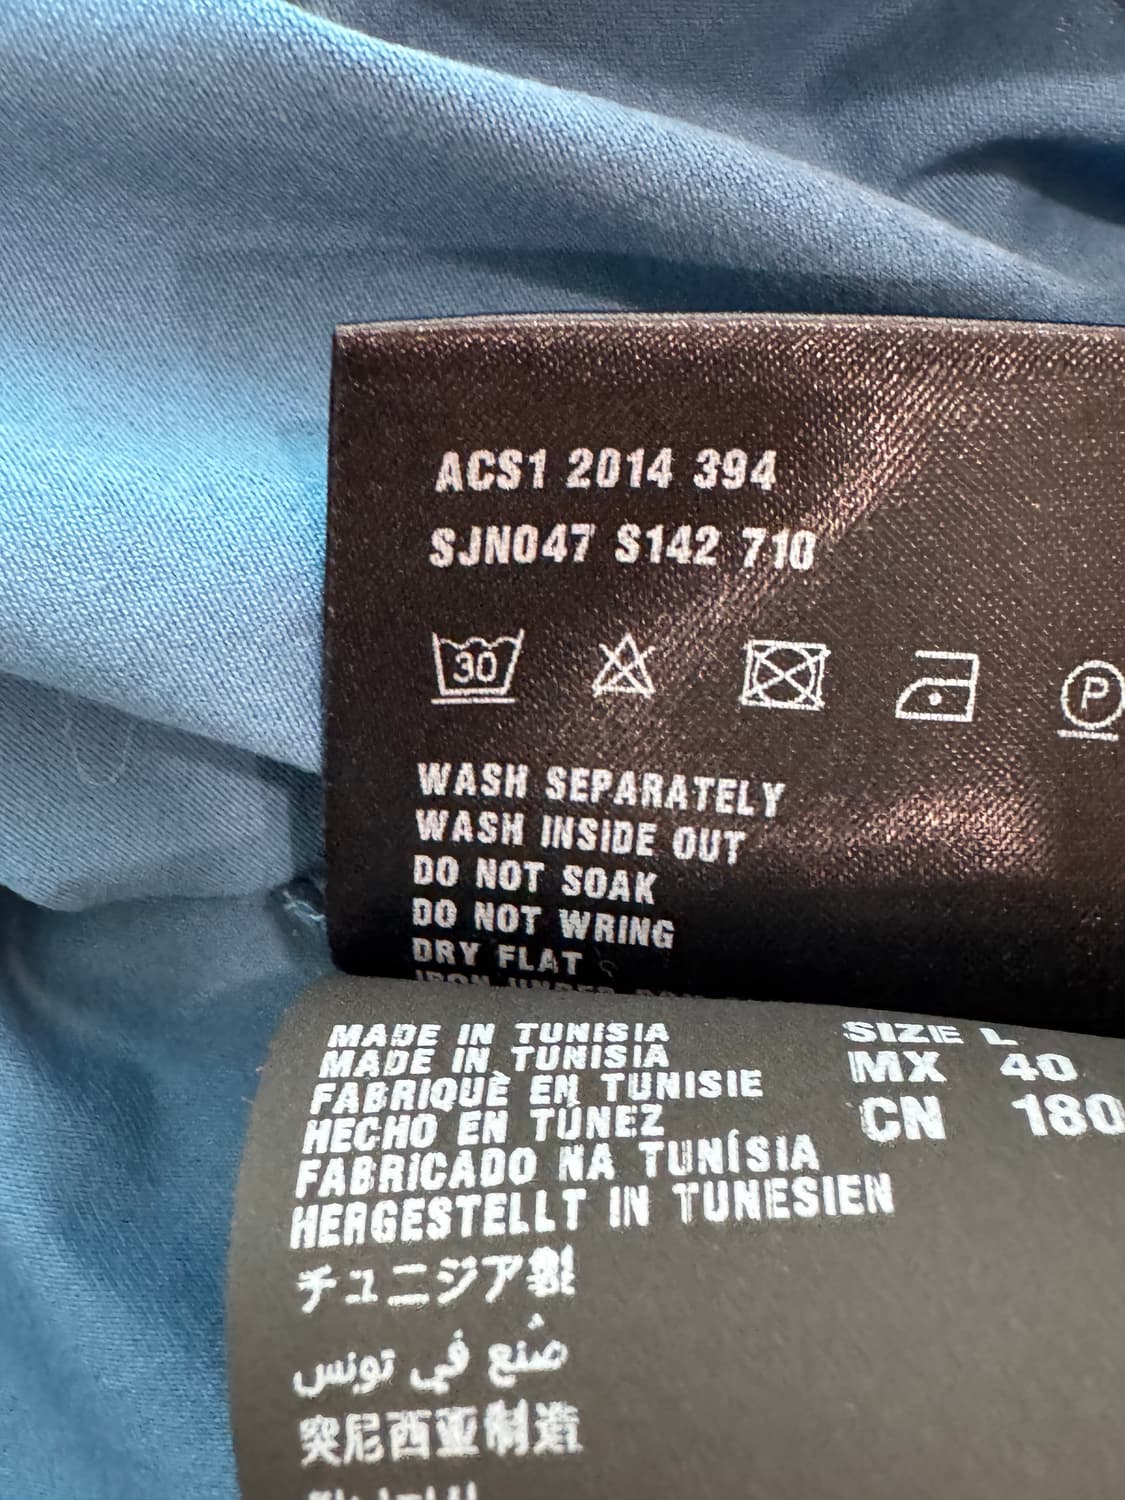 ACS1 2014 394
SJN047 S142 710
30
P
WASH SEPARATELY
WASH INSIDE OUT
DO NOT SOAK
DO NOT WRING
DRY FLAT
IRON UNDER
MADE IN TUNISIA
MADE IN TUNISIA
FABRIQUÈ EN TUNISIE
HECHO EN TÚNEZ
FABRICADO NA TUNÍSIA
HERGESTELLT IN TUNESIEN
チュニジア製
صُنع في تونس
突尼西亚制造
SIZE L
MX 40
CN 180